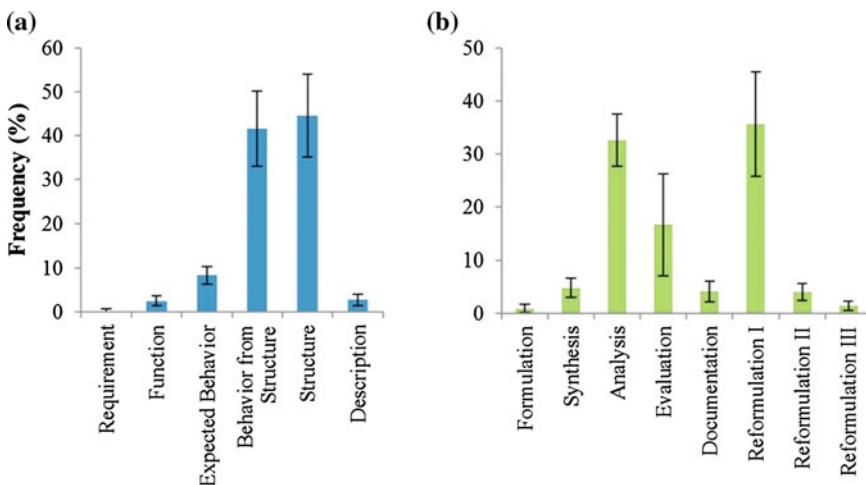 (a)
Frequency (%)
60
50
40
30
20
10
0
Requirement
Function
Expected Behavior
Behavior from
Structure
Structure
Description
(b)
50
40
30
20
10
0
Formulation
Synthesis
Analysis
Evaluation
Documentation
Reformulation I
Reformulation II
Reformulation III